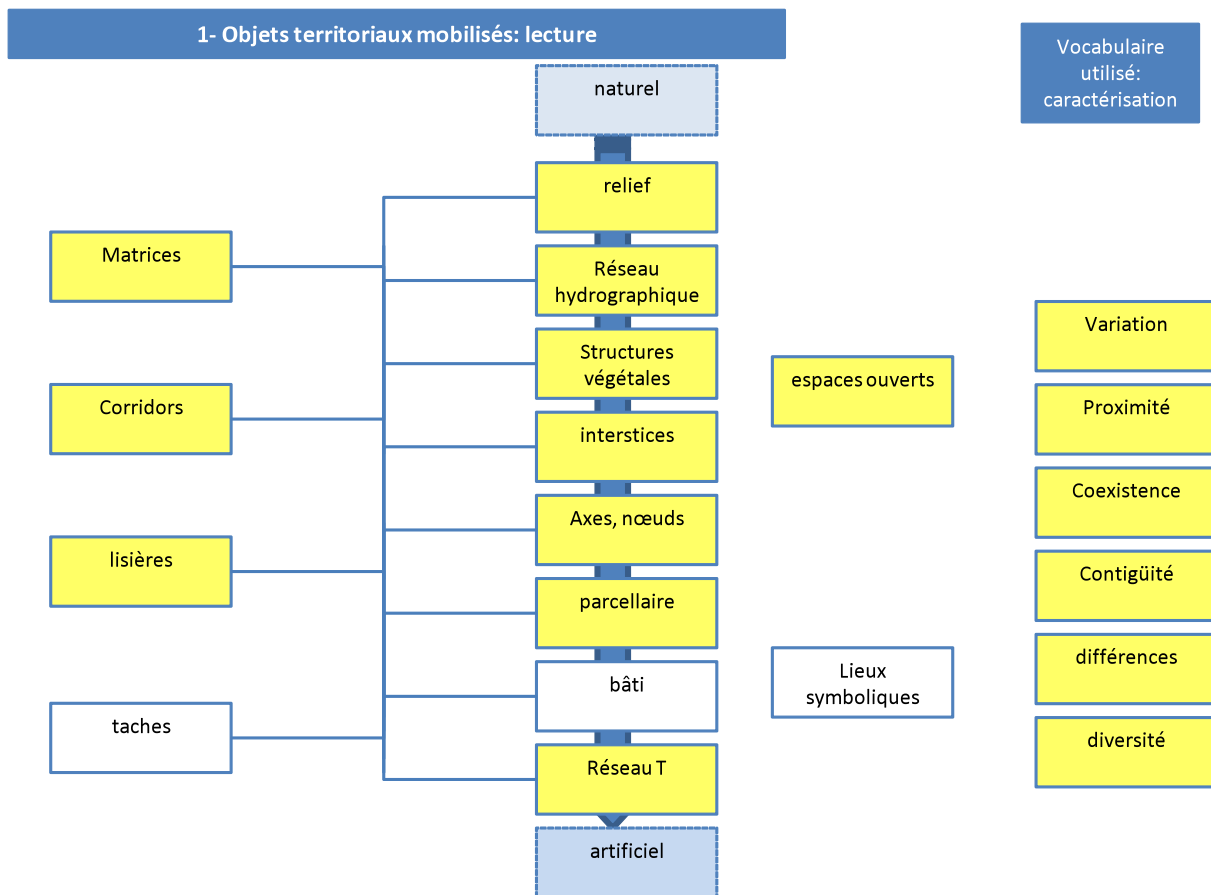 1- Objets territoriaux mobilisés: lecture
Vocabulaire
utilisé:
caractérisation
naturel
relief
Matrices
Réseau
hydrographique
Variation
Structures
végétales
espaces ouverts
Corridors
interstices
Proximité
Axes, nœuds
Coexistence
lisières
parcellaire
Contigüité
bâti
Lieux
symboliques
différences
taches
Réseau T
diversité
artificiel